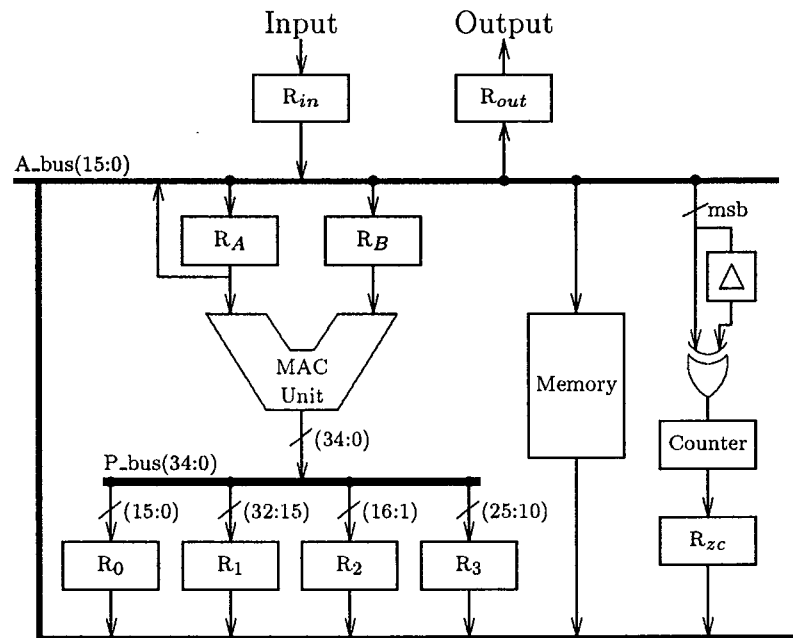 Input
Output
R_in
R_out
A_bus(15:0)
msb
R_A
R_B
△
MAC
Unit
Memory
(34:0)
Counter
P_bus(34:0)
(15:0)
(32:15)
(16:1)
(25:10)
R_0
R_1
R_2
R_3
R_zc